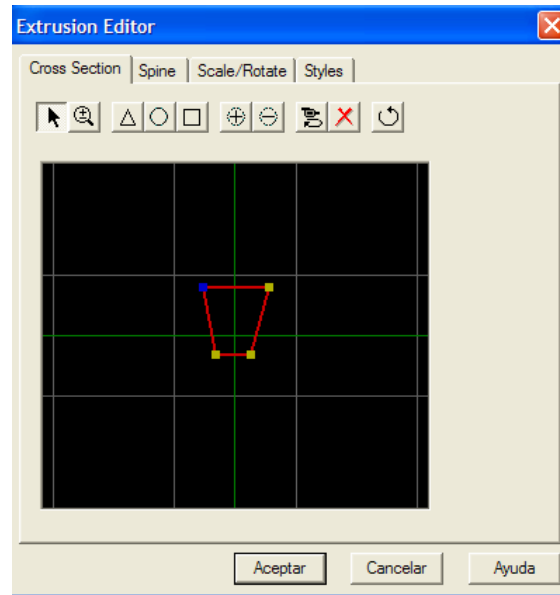 Extrusion Editor
Cross Section Spine Scale/Rotate Styles
Aceptar Cancelar Ayuda